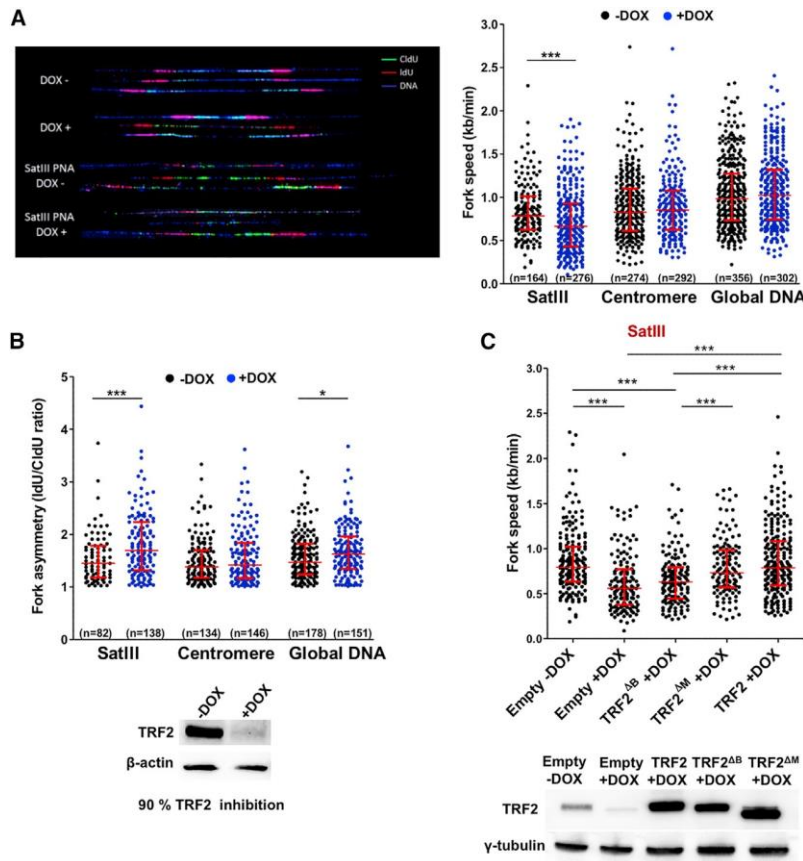 A
CldU
IdU
DNA
DOX -
DOX +
SatIII PNA
DOX -
SatIII PNA
DOX +
-DOX +DOX
Fork speed (kb/min)
3.0
2.5
2.0
1.5
1.0
0.5
0.0
***
(n=164) (n=276) (n=274) (n=292) (n=356) (n=302)
SatIII Centromere Global DNA
B
-DOX +DOX
Fork asymmetry (IdU/CldU ratio)
5
4
3
2
1
0
*** *
(n=82) (n=138) (n=134) (n=146) (n=178) (n=151)
SatIII Centromere Global DNA
-DOX +DOX
TRF2
β-actin
90 % TRF2 inhibition
C
SatIII
***
*** ***
*** ***
Fork speed (kb/min)
3.0
2.5
2.0
1.5
1.0
0.5
0.0
Empty -DOX
Empty +DOX
TRF2ΔB +DOX
TRF2ΔM +DOX
TRF2 +DOX
Empty Empty TRF2 TRF2ΔB TRF2ΔM
-DOX +DOX +DOX +DOX +DOX
TRF2
γ-tubulin